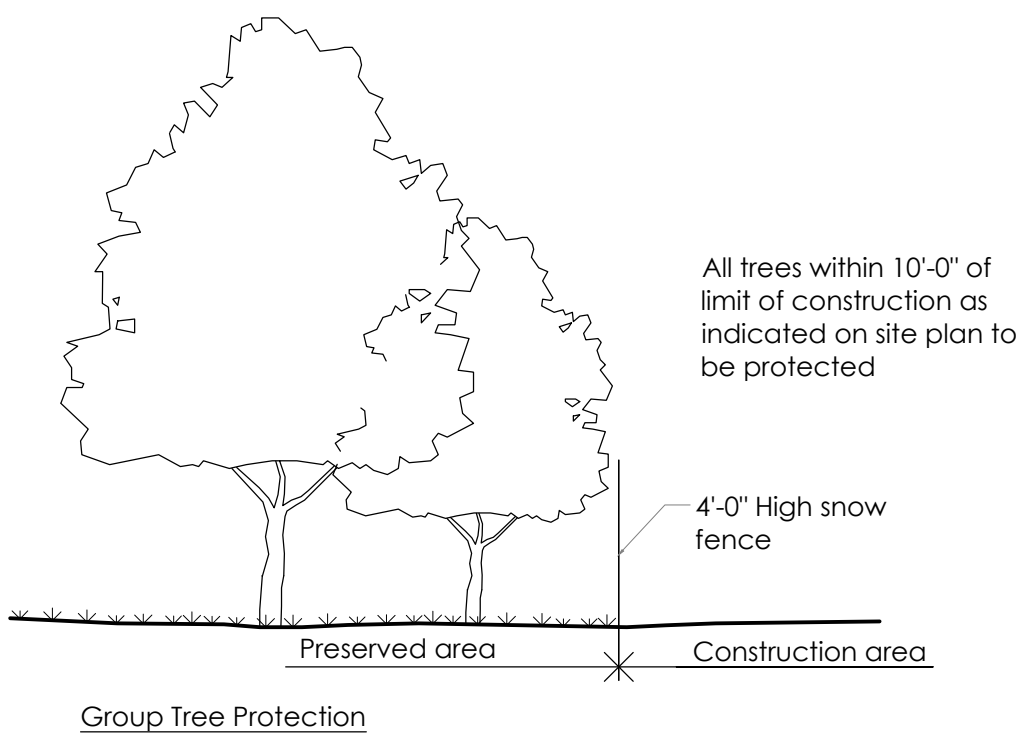 All trees within 10'-0" of
limit of construction as
indicated on site plan to
be protected
4'-0" High snow
fence
Preserved area
Construction area
Group Tree Protection